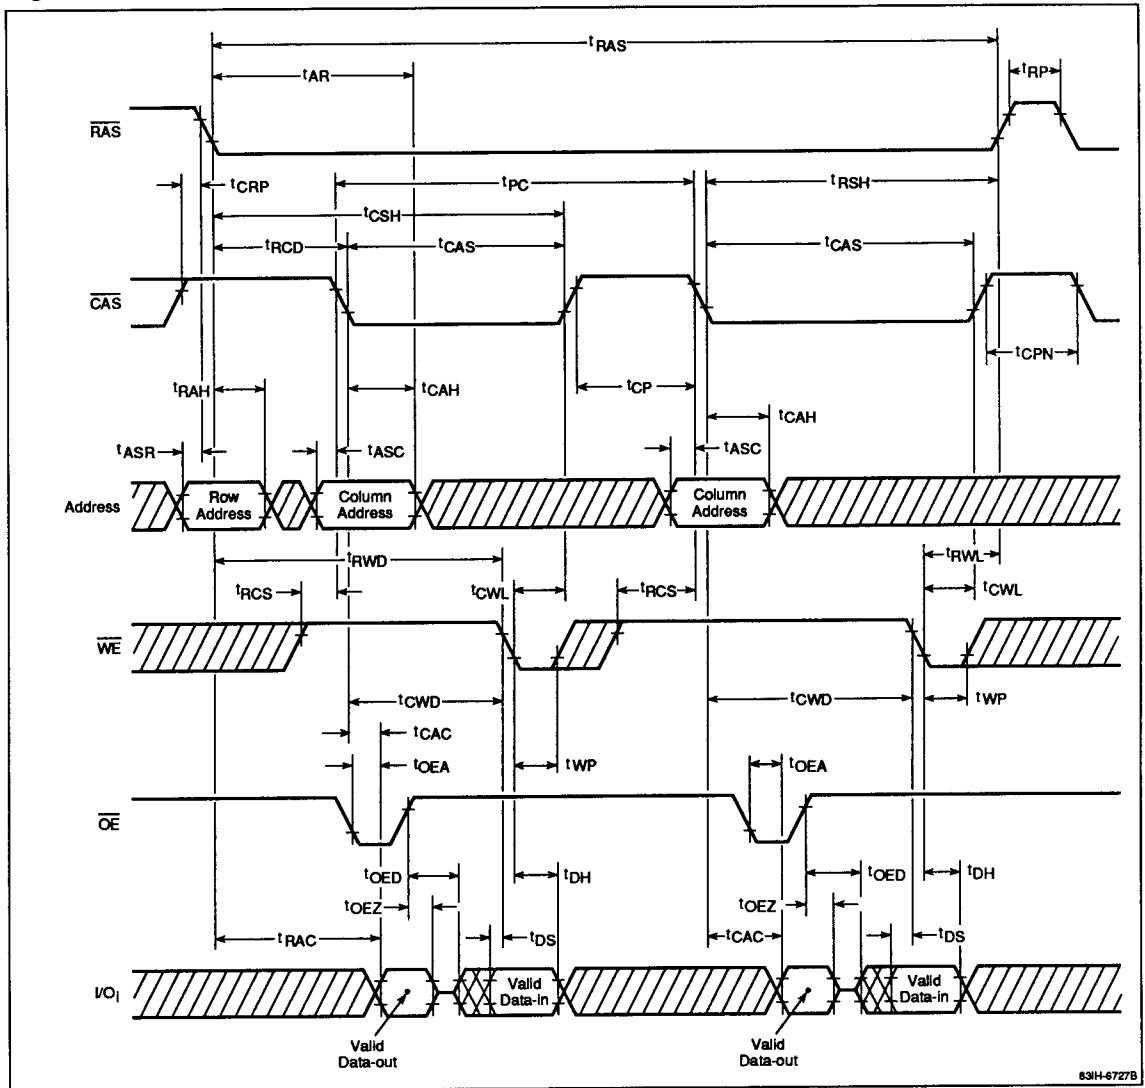 tRAS
tAR
tRP
RAS
tCRP
tPC
tRSH
tCSH
tRCD
tCAS
tCAS
CAS
tCPN
tRAH
tCAH
tCP
tCAH
tASR
tASC
tASC
Address
Row
Address
Column
Address
Column
Address
tRWD
tRWL
tRCS
tCWL
tRCS
tCWL
WE
tCWD
tCWD
tWP
tCAC
tOEA
tWP
tOEA
OE
tOED
tDH
tOED
tDH
tOEZ
tOEZ
tRAC
tDS
tCAC
tDS
I/Oi
Valid
Data-in
Valid
Data-in
Valid
Data-out
Valid
Data-out
83IH-6727B